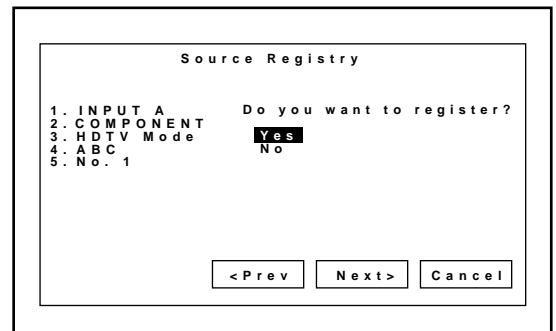 Source Registry
1. INPUT A
2. COMPONENT
3. HDTV Mode
4. ABC
5. No. 1
Do you want to register?
Yes
No
<Prev
Next>
Cancel